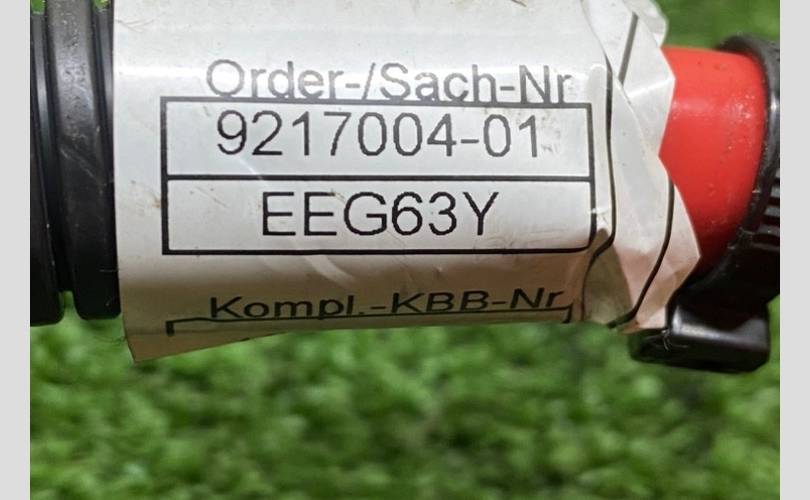 Order-/Sach-Nr
9217004-01
EEG63Y
Kompl.-KBB-Nr